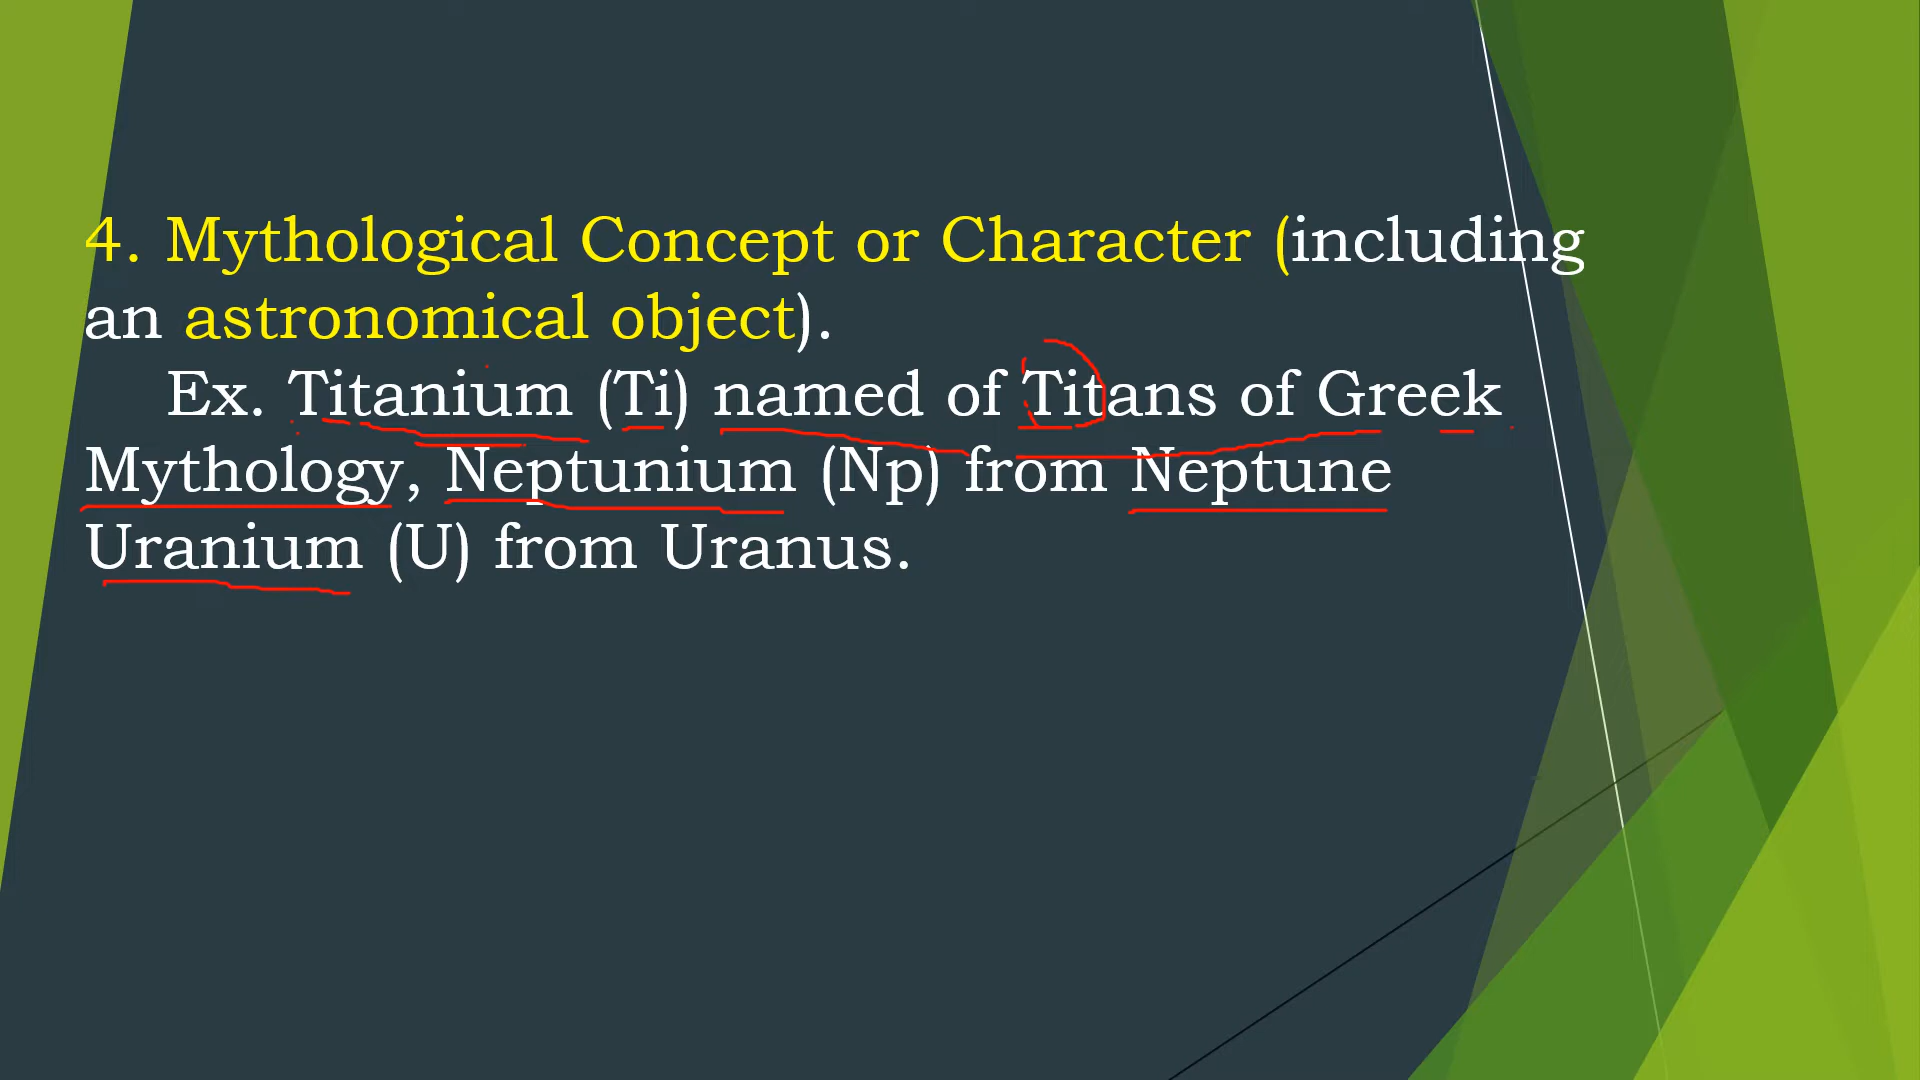 4. Mythological Concept or Character (including
an astronomical object).
Ex. Titanium (Ti) named of Titans of Greek
Mythology, Neptunium (Np) from Neptune
Uranium (U) from Uranus.